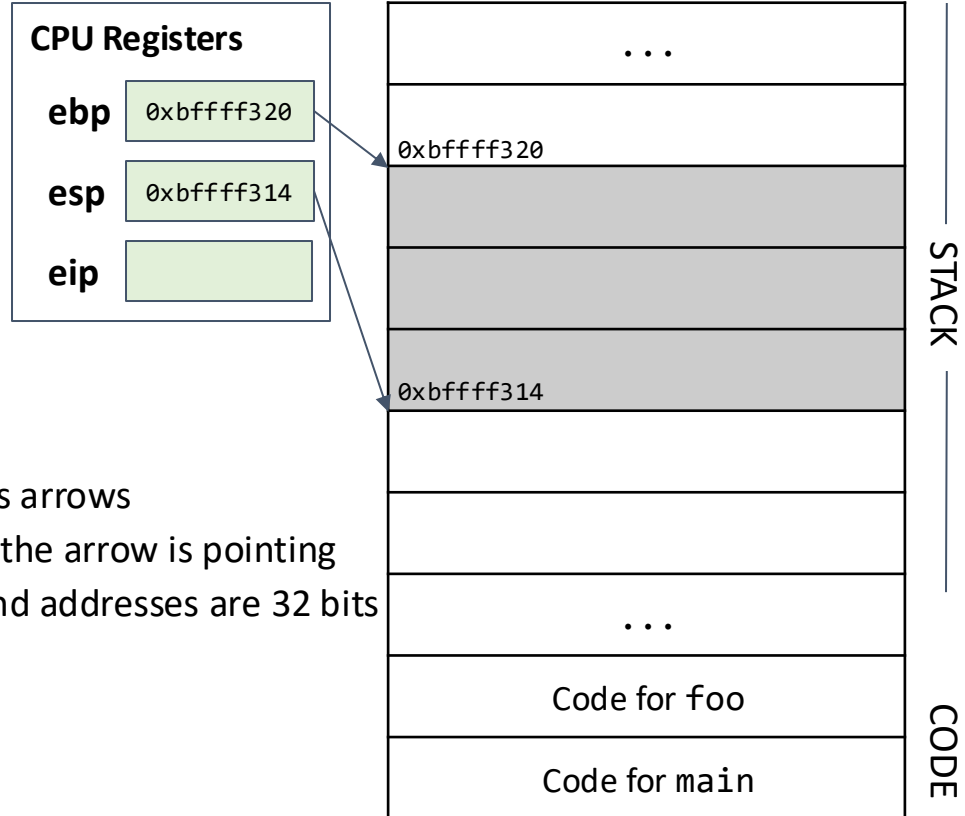 CPU Registers
ebp 0xbffff320
esp 0xbffff314
eip
s arrows
the arrow is pointing
nd addresses are 32 bits
...
0xbffff320
0xbffff314
...
Code for foo
Code for main
STACK
CODE